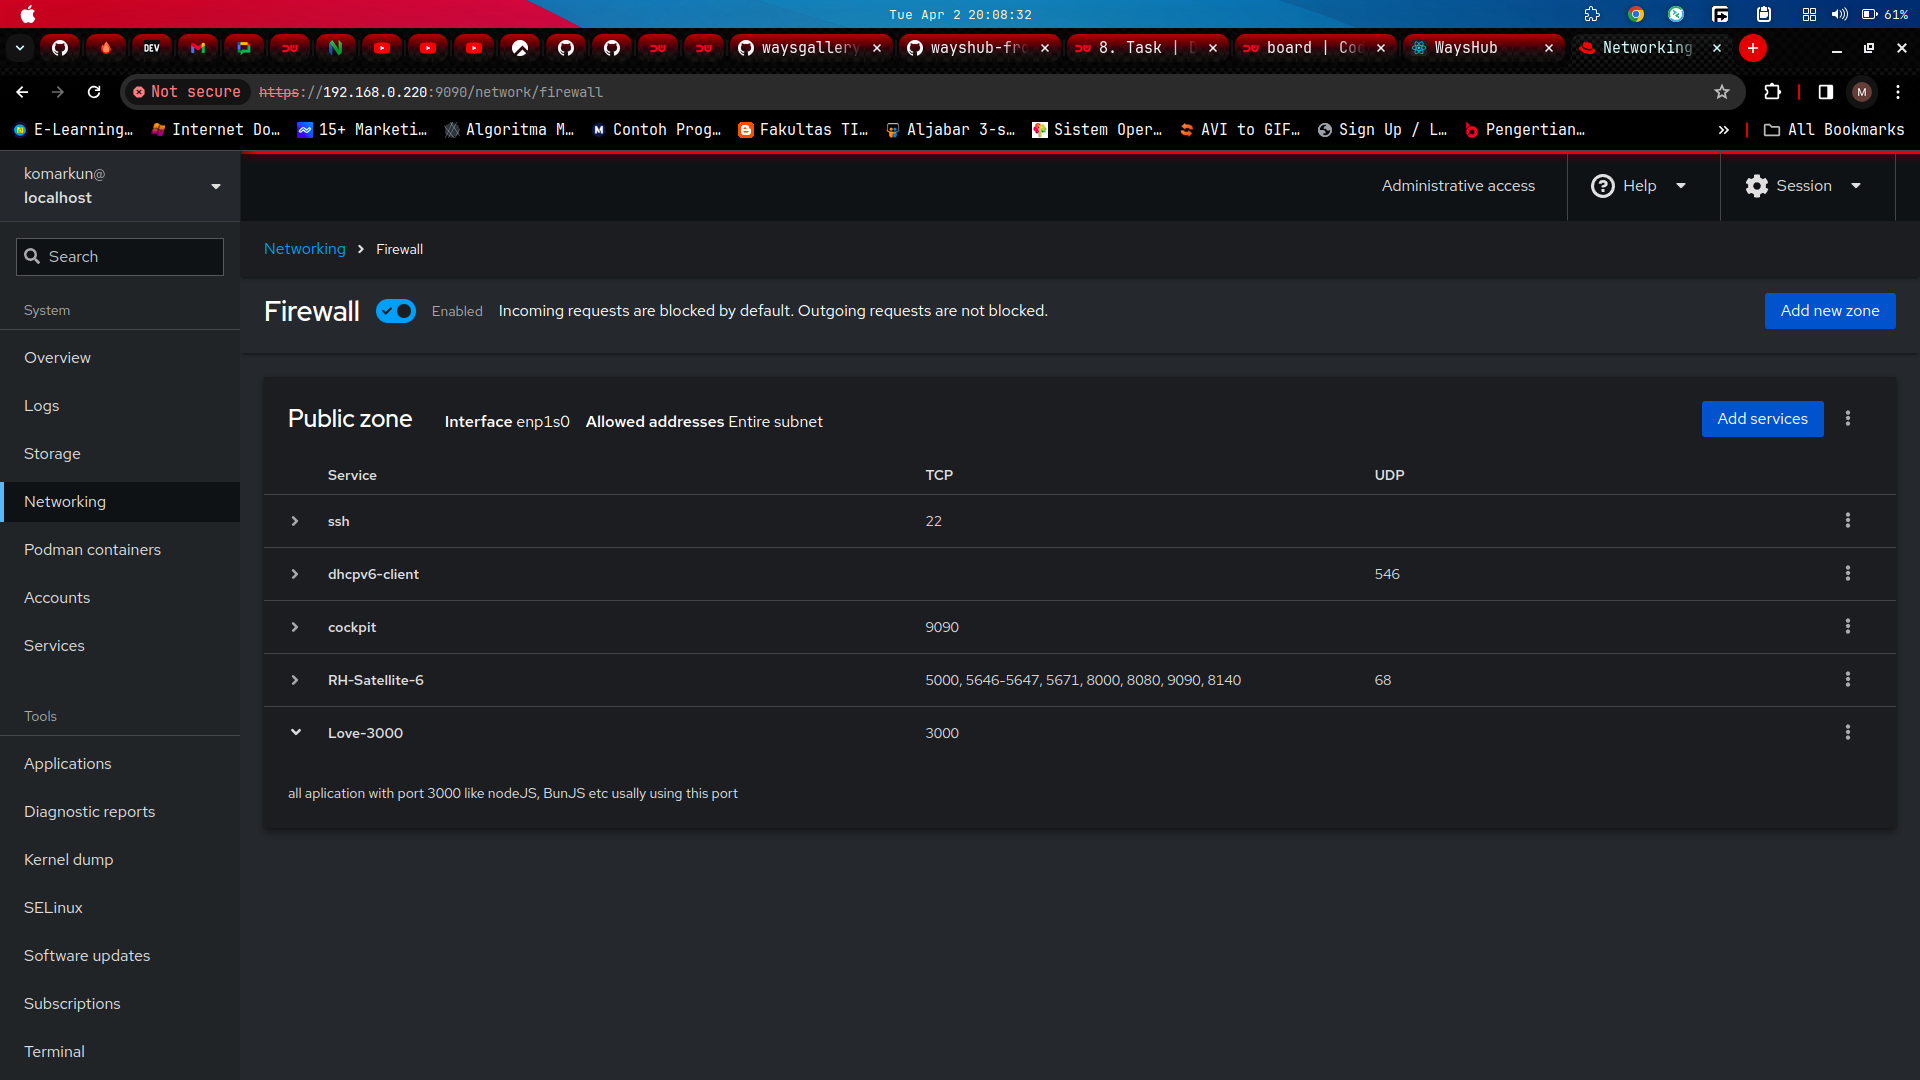 Tue Apr 2 20:08:32
61%
DEV
waysgallery
wayshub-fro
8. Task | D
board | Coo
WaysHub
Networking
Not secure
https://192.168.0.220:9090/network/firewall
M
E-Learning…
Internet Do…
15+ Marketi…
Algoritma M…
Contoh Prog…
Fakultas TI…
Aljabar 3-s…
Sistem Oper…
AVI to GIF…
Sign Up / L…
Pengertian…
All Bookmarks
komarkun@
localhost
Administrative access
Help
Session
Search
System
Overview
Logs
Storage
Networking
Podman containers
Accounts
Services
Tools
Applications
Diagnostic reports
Kernel dump
SELinux
Software updates
Subscriptions
Terminal
Networking > Firewall
Firewall Enabled Incoming requests are blocked by default. Outgoing requests are not blocked.
Add new zone
Public zone Interface enp1s0 Allowed addresses Entire subnet
Add services
Service TCP UDP
ssh 22
dhcpv6-client 546
cockpit 9090
RH-Satellite-6 5000, 5646-5647, 5671, 8000, 8080, 9090, 8140 68
Love-3000 3000
all aplication with port 3000 like nodeJS, BunJS etc usally using this port